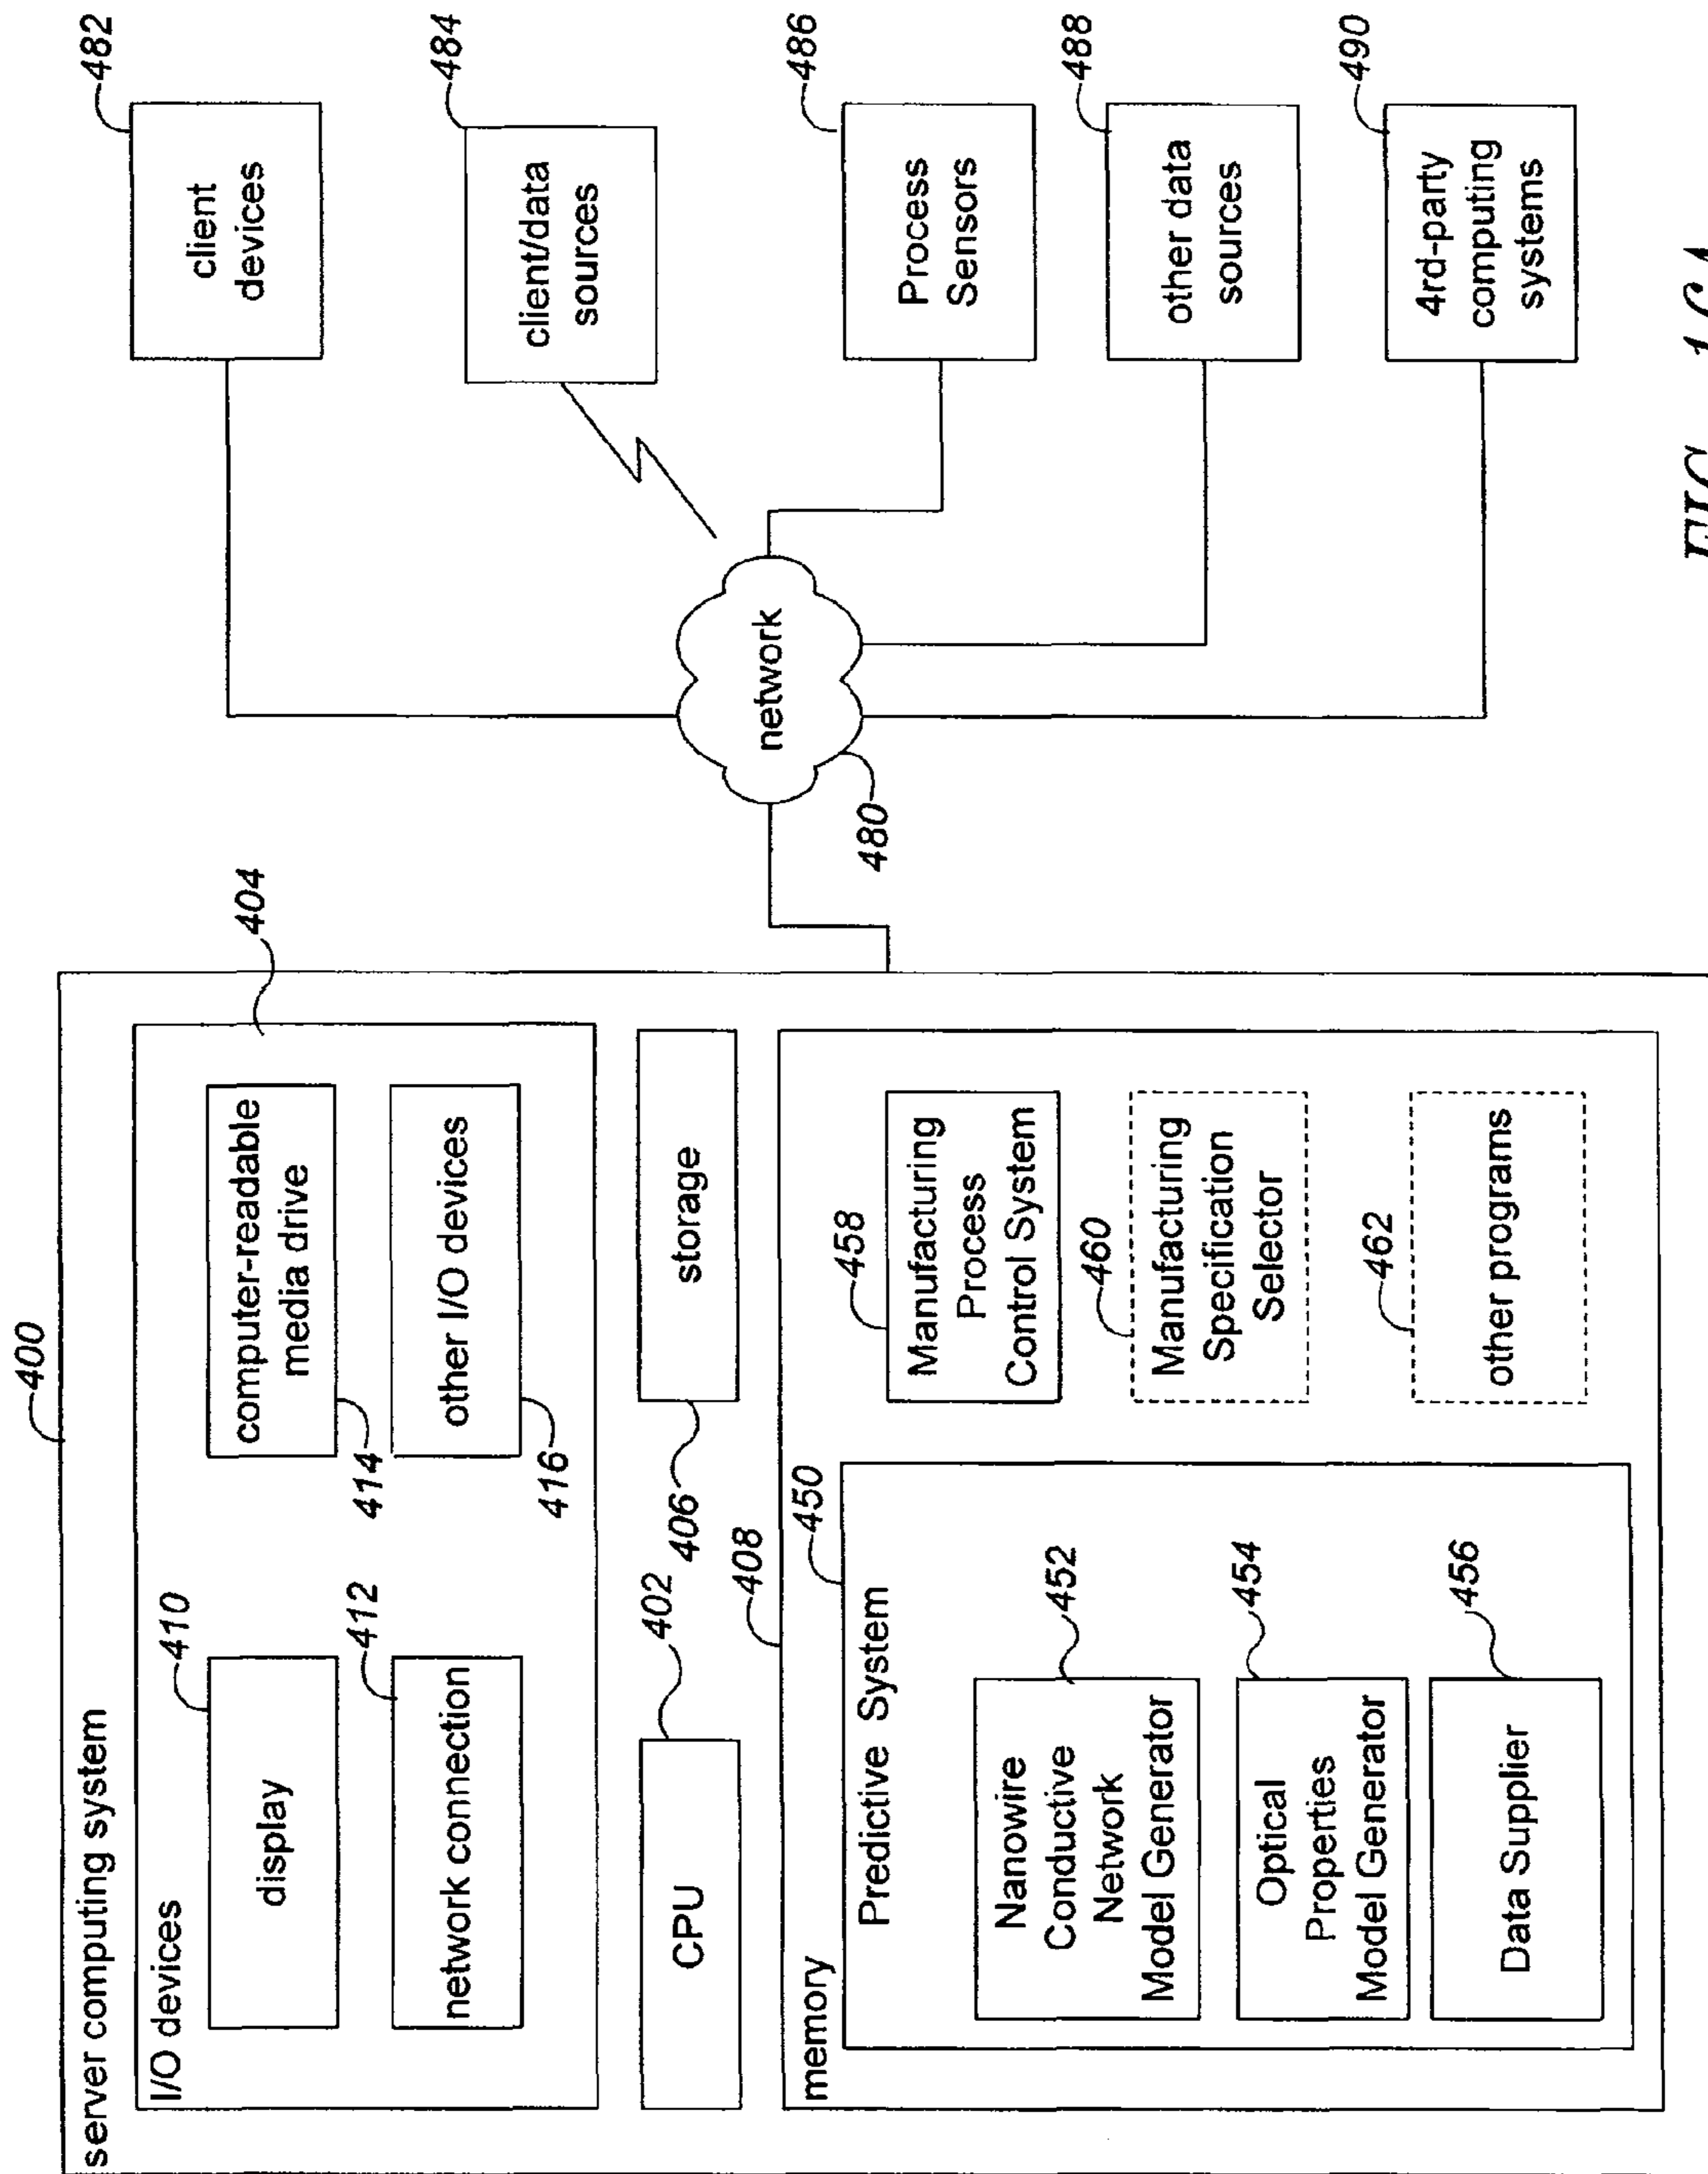 400
server computing system
I/O devices
404
410
display
412
network connection
computer-readable
media drive
414
other I/O devices
416
402
CPU
storage
406
408
memory
450
Predictive System
452
Nanowire
Conductive
Network
Model Generator
454
Optical
Properties
Model Generator
456
Data Supplier
458
Manufacturing
Process
Control System
460
Manufacturing
Specification
Selector
462
other programs
network
480
482
client
devices
484
client/data
sources
486
Process
Sensors
488
other data
sources
490
4rd-party
computing
systems
FIG. 16A